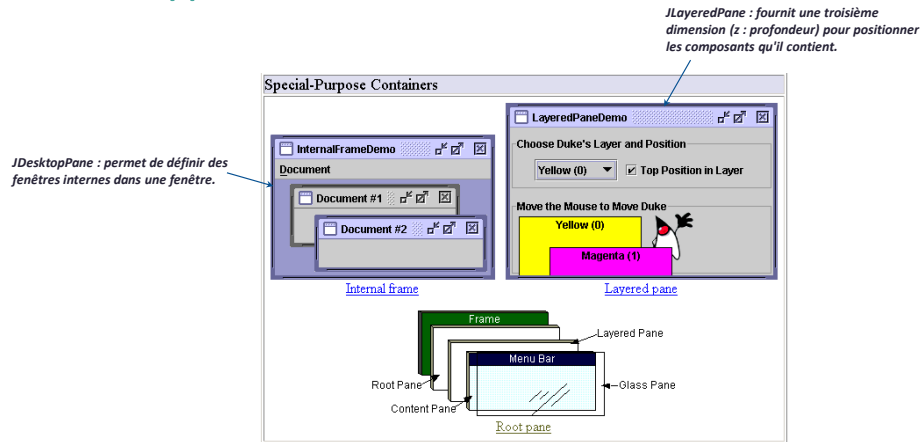 JLayeredPane : fournit une troisième
dimension (z : profondeur) pour positionner
les composants qu'il contient.
Special-Purpose Containers
JDesktopPane : permet de définir des
fenêtres internes dans une fenêtre.
InternalFrameDemo
Document
Document #1
Document #2
Internal frame
LayeredPaneDemo
Choose Duke's Layer and Position
Yellow (0)
Top Position in Layer
Move the Mouse to Move Duke
Yellow (0)
Magenta (1)
Layered pane
Frame
Layered Pane
Menu Bar
Root Pane
Glass Pane
Content Pane
Root pane